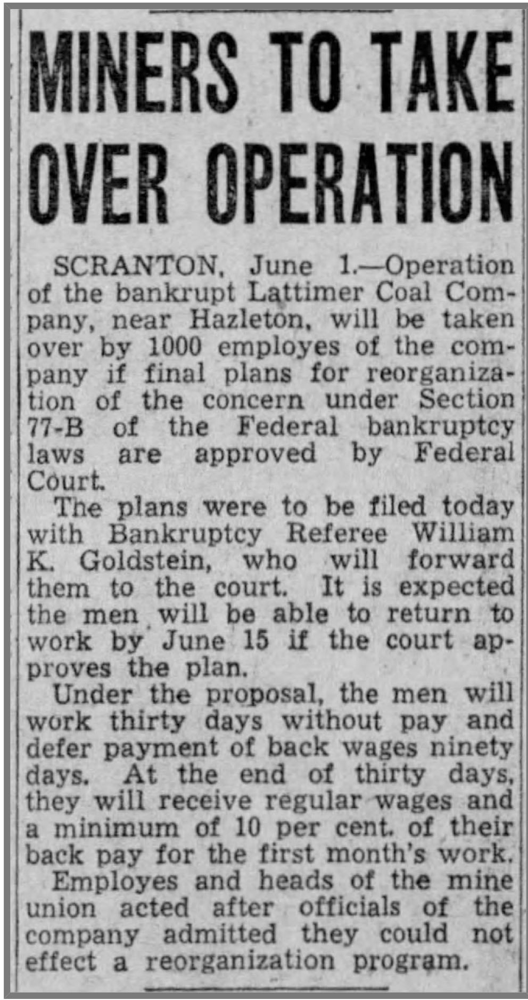 MINERS TO TAKE
OVER OPERATION
SCRANTON, June 1.—Operation
of the bankrupt Lattimer Coal Com-
pany, near Hazleton, will be taken
over by 1000 employes of the com-
pany if final plans for reorganiza-
tion of the concern under Section
77-B of the Federal bankruptcy
laws are approved by Federal
Court.
The plans were to be filed today
with Bankruptcy Referee William
K. Goldstein, who will forward
them to the court. It is expected
the men will be able to return to
work by June 15 if the court ap-
proves the plan.
Under the proposal, the men will
work thirty days without pay and
defer payment of back wages ninety
days. At the end of thirty days,
they will receive regular wages and
a minimum of 10 per cent. of their
back pay for the first month's work.
Employes and heads of the mine
union acted after officials of the
company admitted they could not
effect a reorganization program.